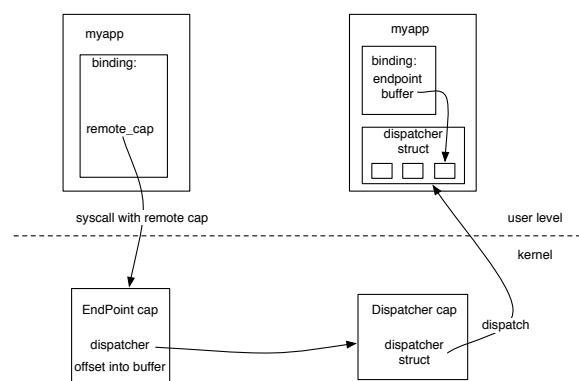 myapp
binding:
remote_cap
myapp
binding:
endpoint
buffer
dispatcher
struct
syscall with remote cap
user level
kernel
EndPoint cap
dispatcher
offset into buffer
Dispatcher cap
dispatcher
struct
dispatch